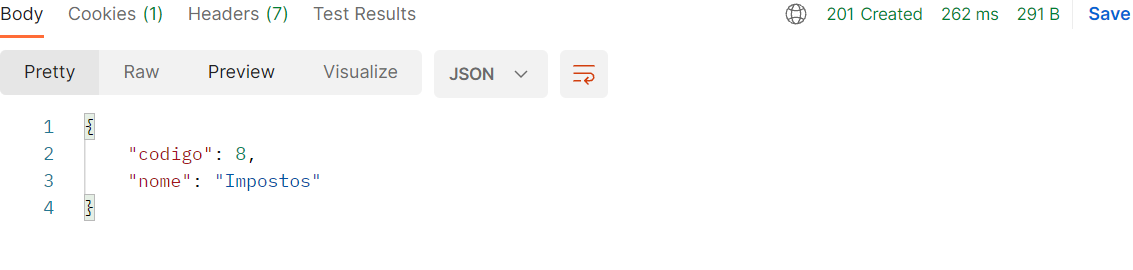 Body Cookies (1) Headers (7) Test Results 201 Created 262 ms 291 B Save
Pretty Raw Preview Visualize JSON
1 {
2 "codigo": 8,
3 "nome": "Impostos"
4 }